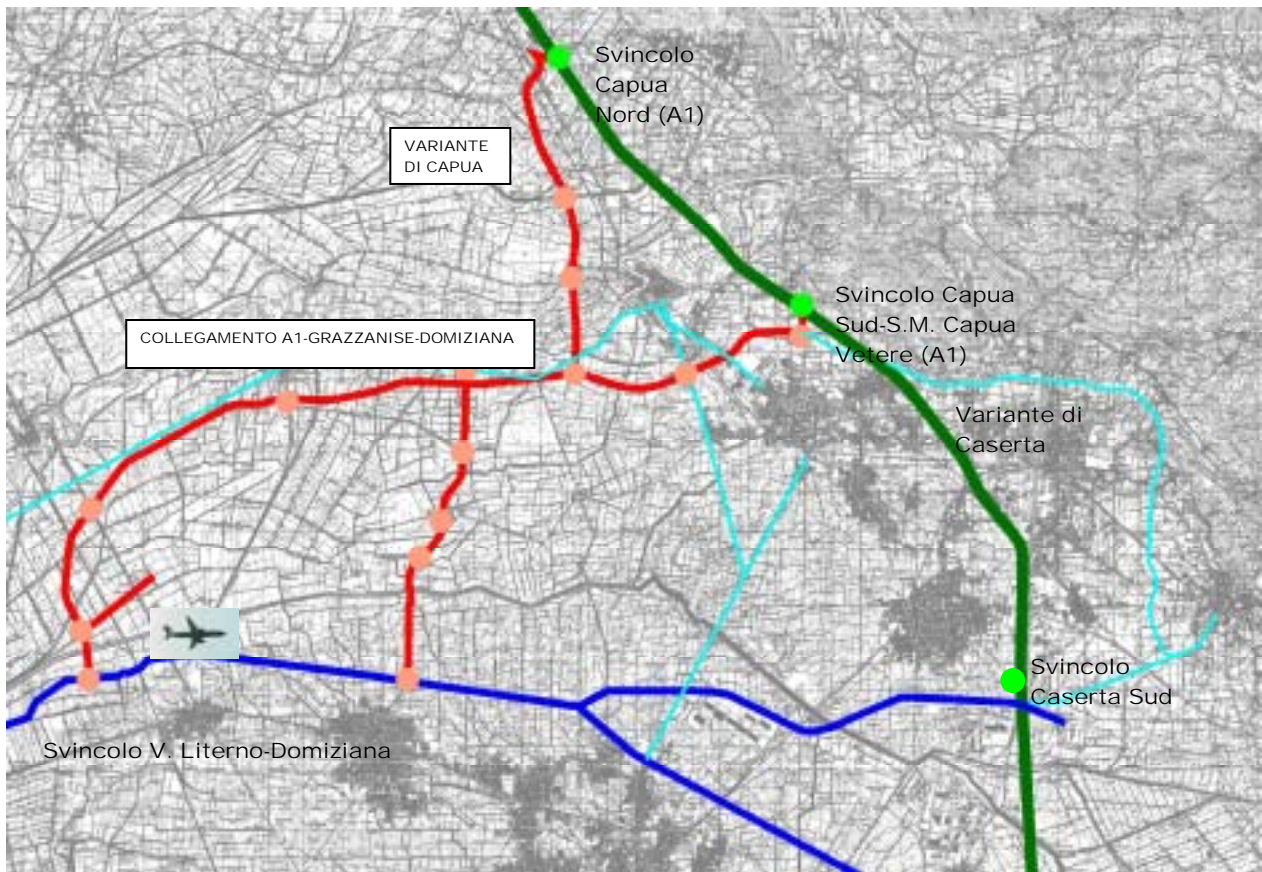 Svincolo
Capua
Nord (A1)
VARIANTE
DI CAPUA
Svincolo Capua
Sud-S.M. Capua
Vetere (A1)
COLLEGAMENTO A1-GRAZZANISE-DOMIZIANA
Variante di
Caserta
Svincolo
Caserta Sud
Svincolo V. Literno-Domiziana